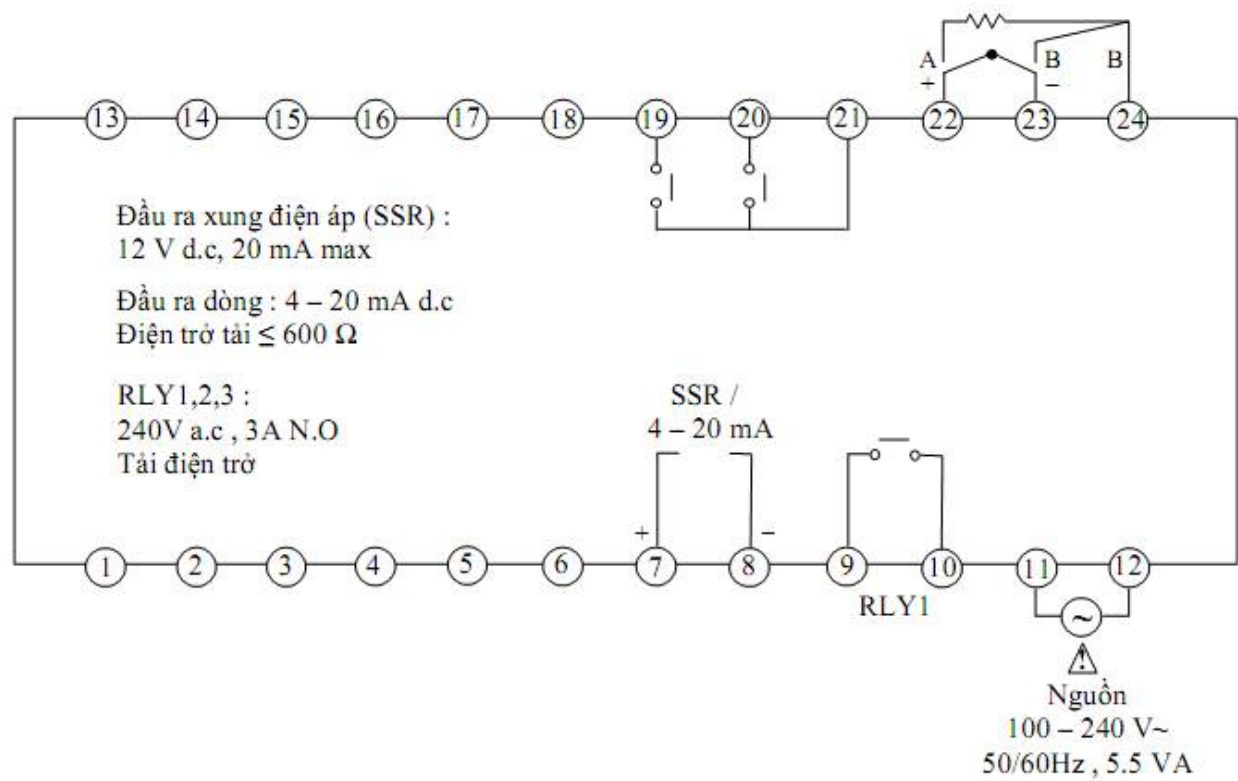 A
B
B
+
–
13
14
15
16
17
18
19
20
21
22
23
24
Đầu ra xung điện áp (SSR) :
12 V d.c, 20 mA max
Đầu ra dòng : 4 – 20 mA d.c
Điện trở tải ≤ 600 Ω
RLY1,2,3 :
240V a.c , 3A N.O
Tải điện trở
SSR /
4 – 20 mA
+
–
1
2
3
4
5
6
7
8
9
10
11
12
RLY1
~
!
Nguồn
100 – 240 V~
50/60Hz , 5.5 VA